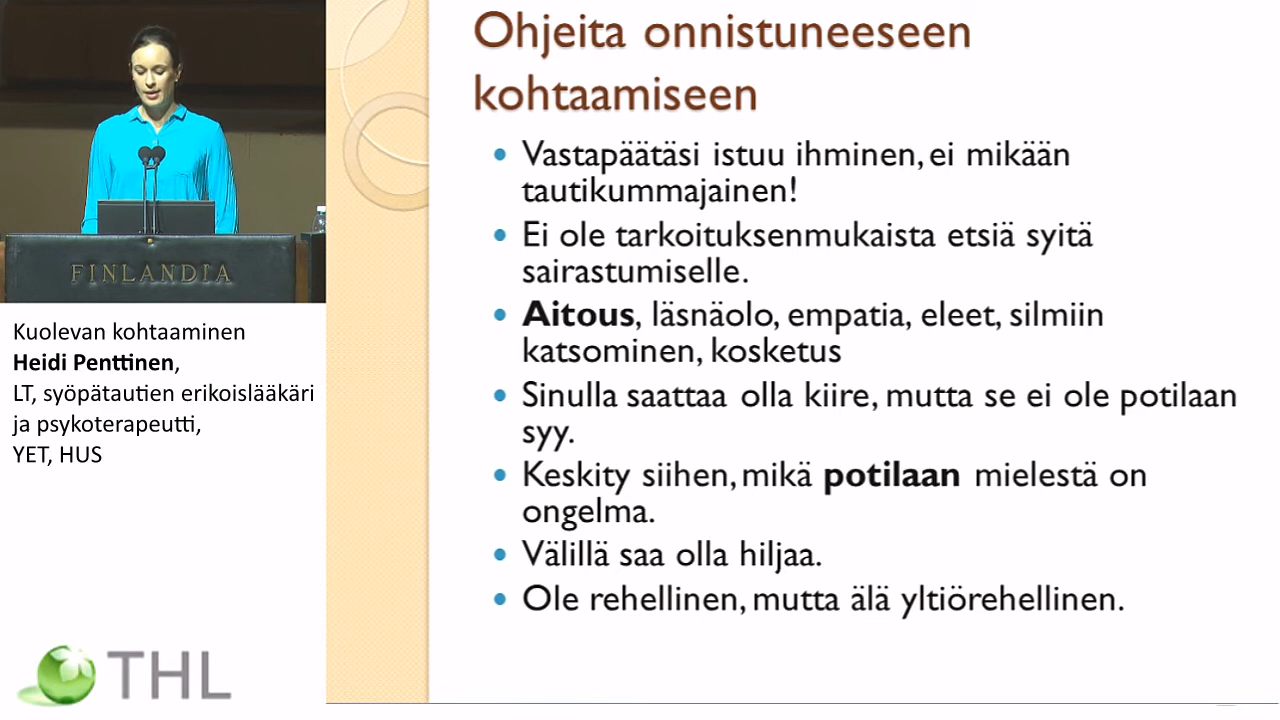 FINLANDIA
Kuolevan kohtaaminen
Heidi Penttinen,
LT, syöpätautien erikoislääkäri
ja psykoterapeutti,
YET, HUS
THL
Ohjeita onnistuneeseen
kohtaamiseen
• Vastapäätäsi istuu ihminen, ei mikään
tautikummajainen!
• Ei ole tarkoituksenmukaista etsiä syitä
sairastumiselle.
• Aitous, läsnäolo, empatia, eleet, silmiin
katsominen, kosketus
• Sinulla saattaa olla kiire, mutta se ei ole potilaan
syy.
• Keskity siihen, mikä potilaan mielestä on
ongelma.
• Välillä saa olla hiljaa.
• Ole rehellinen, mutta älä yltiörehellinen.